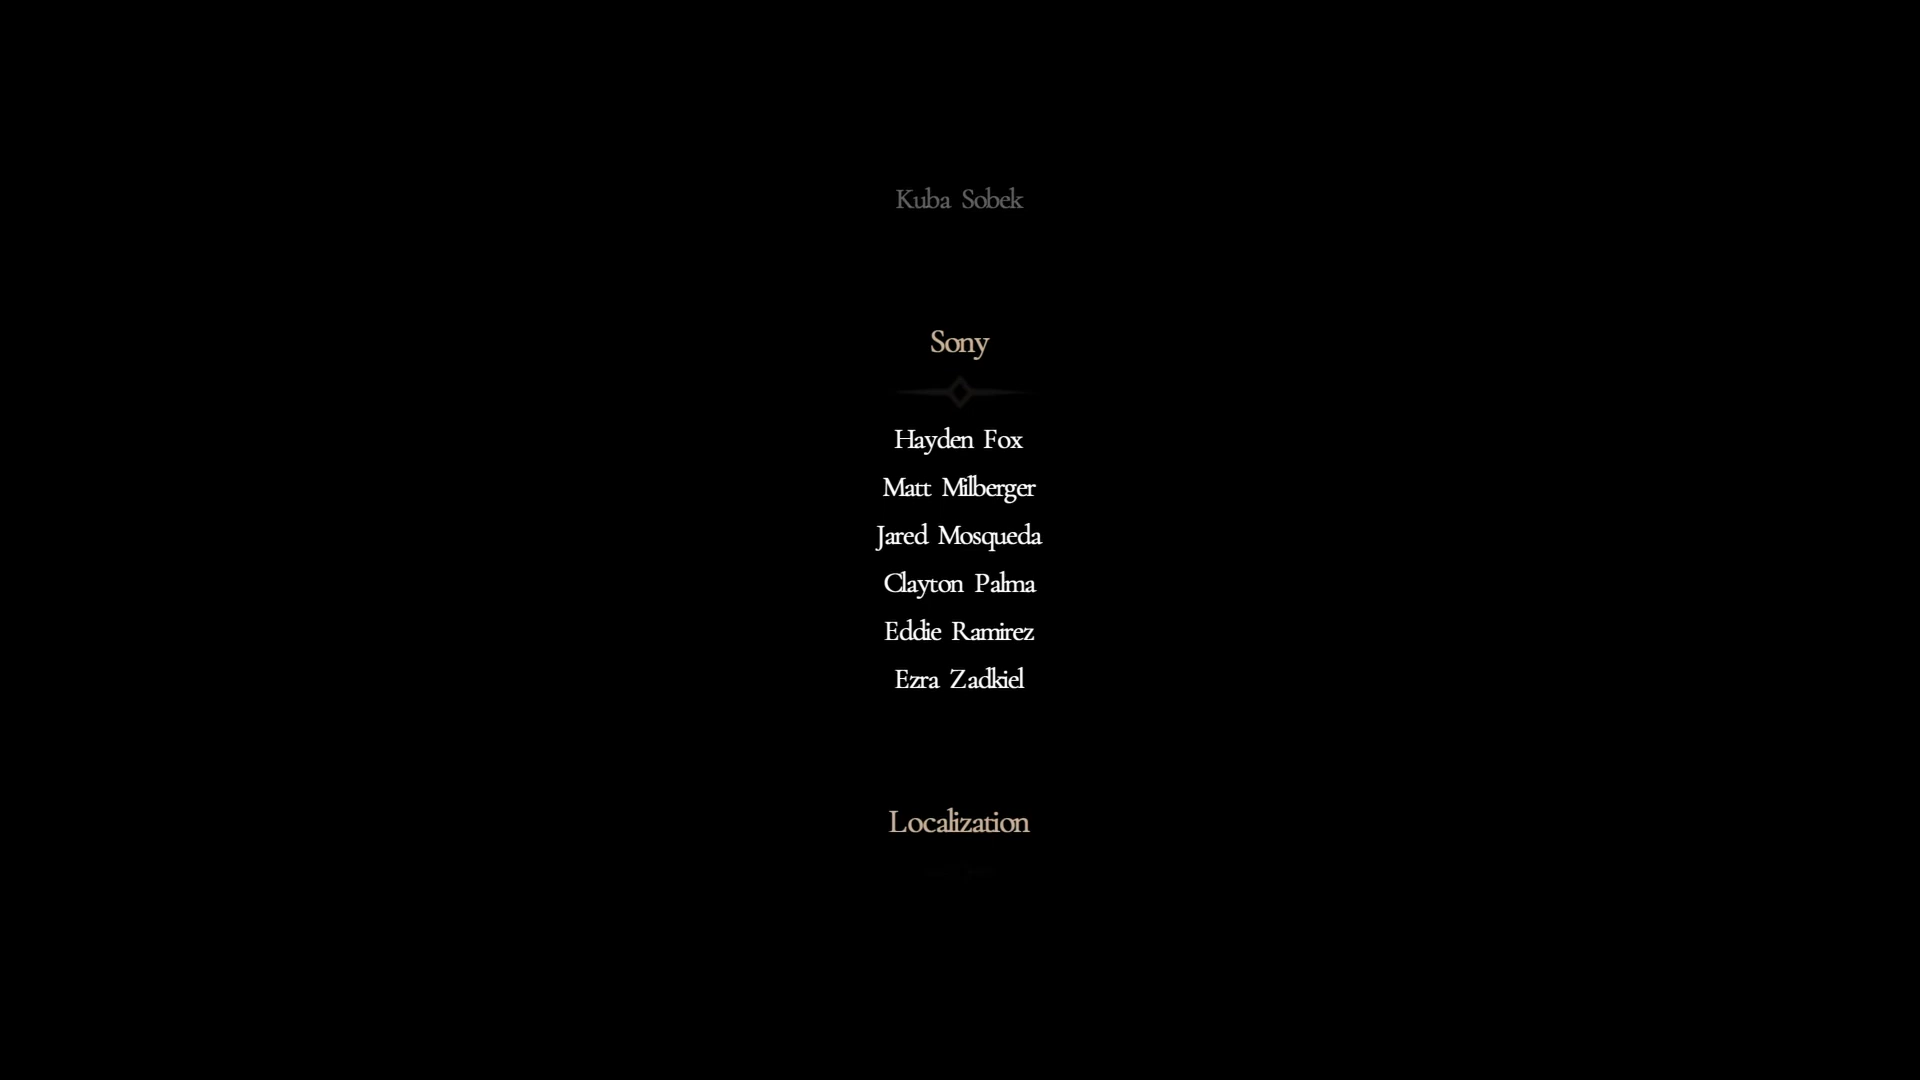 Kuba Sobek
Sony
Hayden Fox
Matt Milberger
Jared Mosqueda
Clayton Palma
Eddie Ramirez
Ezra Zadkiel
Localization